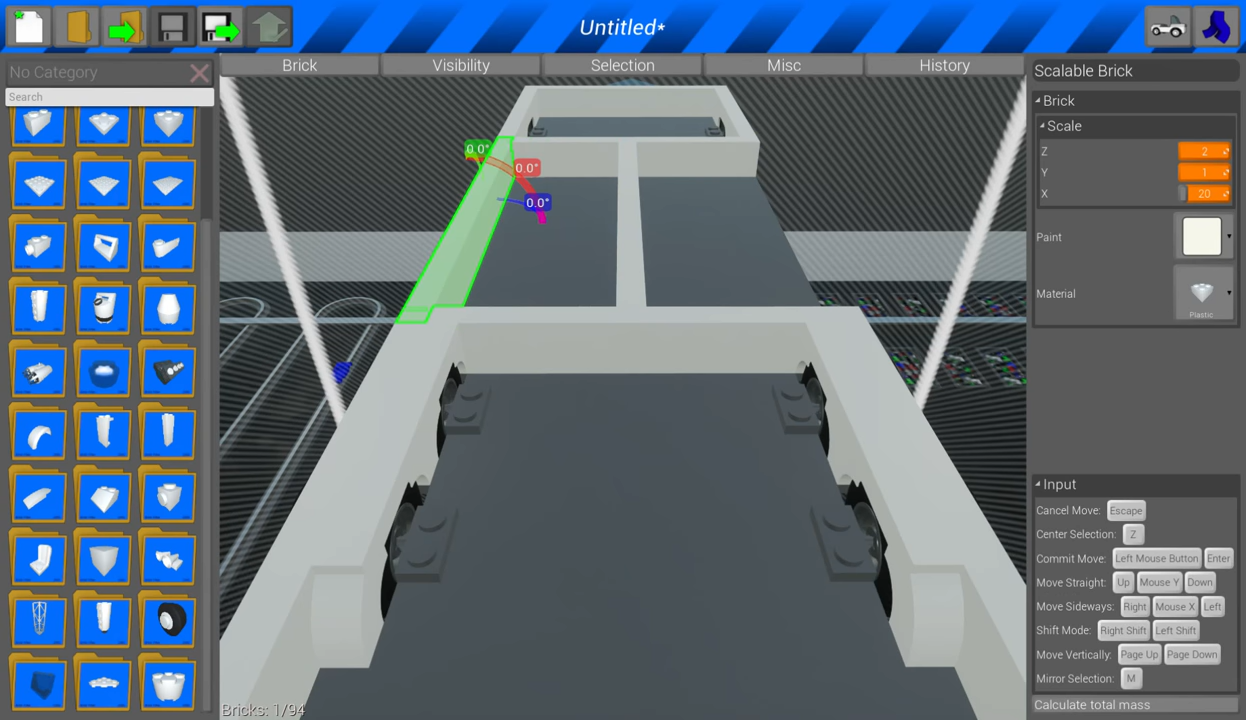 Untitled*
No Category
Search
Brick
Visibility
Selection
Misc
History
0.0°
0.0°
0.0°
Bricks: 1/94
Scalable Brick
Brick
Scale
Z 2
Y 1
X 20
Paint
Material
Plastic
Input
Cancel Move: Escape
Center Selection: Z
Commit Move: Left Mouse Button Enter
Move Straight: Up Mouse Y Down
Move Sideways: Right Mouse X Left
Shift Mode: Right Shift Left Shift
Move Vertically: Page Up Page Down
Mirror Selection: M
Calculate total mass